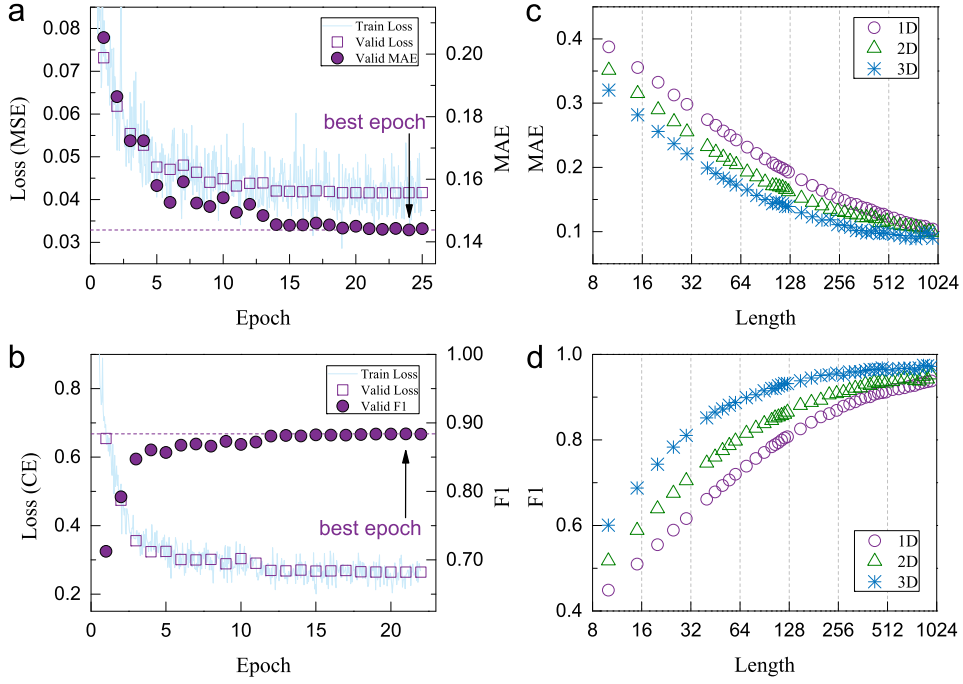 a
0.08
0.07
0.06
0.05
0.04
0.03
Loss (MSE)
Train Loss
Valid Loss
Valid MAE
best epoch
0.20
0.18
0.16
0.14
MAE
0 5 10 15 20 25
Epoch
c
0.4
0.3
0.2
0.1
MAE
1D
2D
3D
8 16 32 64 128 256 512 1024
Length
b
0.8
0.6
0.4
0.2
Loss (CE)
Train Loss
Valid Loss
Valid F1
best epoch
1.00
0.90
0.80
0.70
F1
0 5 10 15 20
Epoch
d
1.0
0.8
0.6
0.4
F1
1D
2D
3D
8 16 32 64 128 256 512 1024
Length